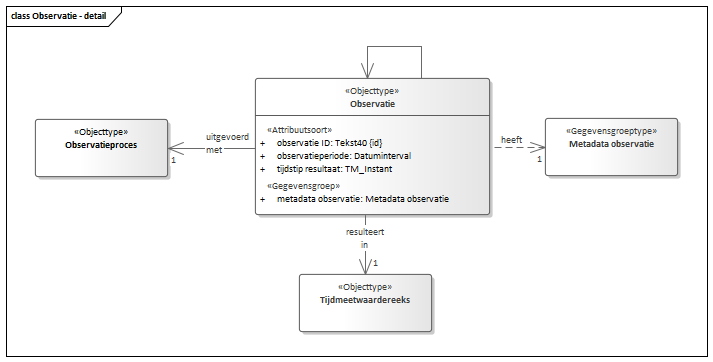 class Observatie - detail
«Objecttype»
Observatie
«Attribuutsoort»
+ observatie ID: Tekst40 {id}
+ observatieperiode: Datuminterval
+ tijdstip resultaat: TM_Instant
«Gegevensgroep»
+ metadata observatie: Metadata observatie
«Objecttype»
Observatieproces
uitgevoerd
met
1
heeft
1
«Gegevensgroeptype»
Metadata observatie
resulteert
in
1
«Objecttype»
Tijdmeetwaardereeks